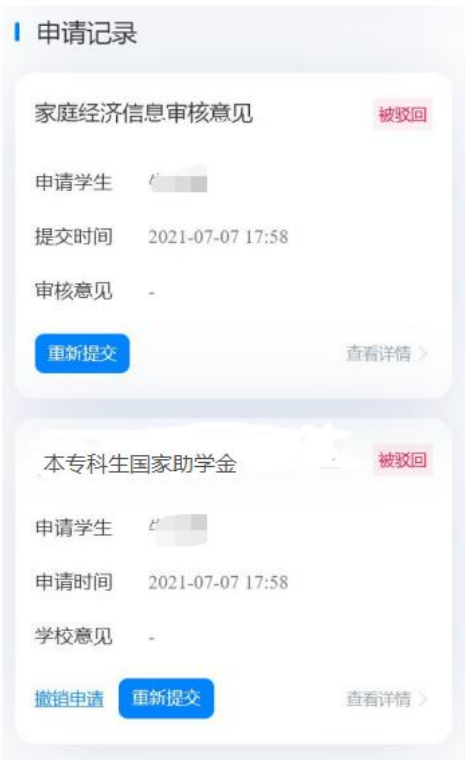 申请记录
家庭经济信息审核意见 被驳回
申请学生
提交时间 2021-07-07 17:58
审核意见 -
重新提交 查看详情 >
本专科生国家助学金 被驳回
申请学生
申请时间 2021-07-07 17:58
学校意见 -
撤销申请 重新提交 查看详情 >